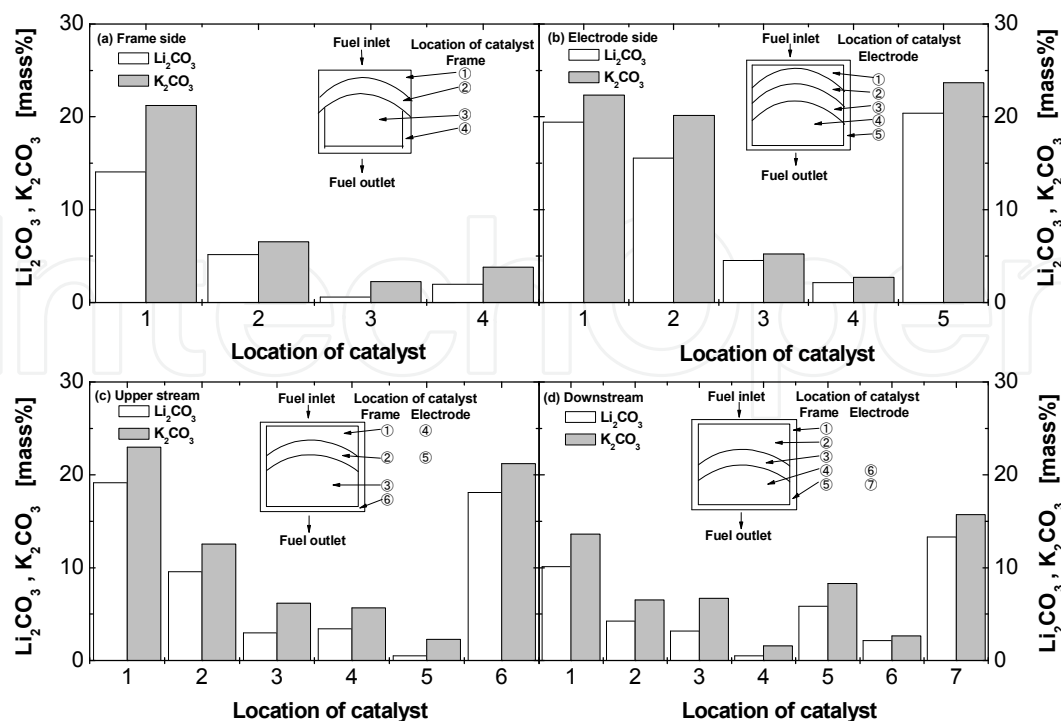 30
20
10
0
Li₂CO₃ , K₂CO₃ [mass%]
(a) Frame side
Li₂CO₃
K₂CO₃
Fuel inlet
Location of catalyst
Frame
①
②
③
④
Fuel outlet
1 2 3 4
Location of catalyst
(b) Electrode side
Li₂CO₃
K₂CO₃
Fuel inlet
Location of catalyst
Electrode
①
②
③
④
⑤
Fuel outlet
1 2 3 4 5
Location of catalyst
30
20
10
0
Li₂CO₃ , K₂CO₃ [mass%]
30
20
10
0
Li₂CO₃ , K₂CO₃ [mass%]
(c) Upper stream
Li₂CO₃
K₂CO₃
Fuel inlet
Location of catalyst
Frame Electrode
① ④
② ⑤
③
⑥
Fuel outlet
1 2 3 4 5 6
Location of catalyst
(d) Downstream
Li₂CO₃
K₂CO₃
Fuel inlet
Location of catalyst
Frame Electrode
①
②
③
④ ⑥
⑤ ⑦
Fuel outlet
1 2 3 4 5 6 7
Location of catalyst
30
20
10
0
Li₂CO₃ , K₂CO₃ [mass%]